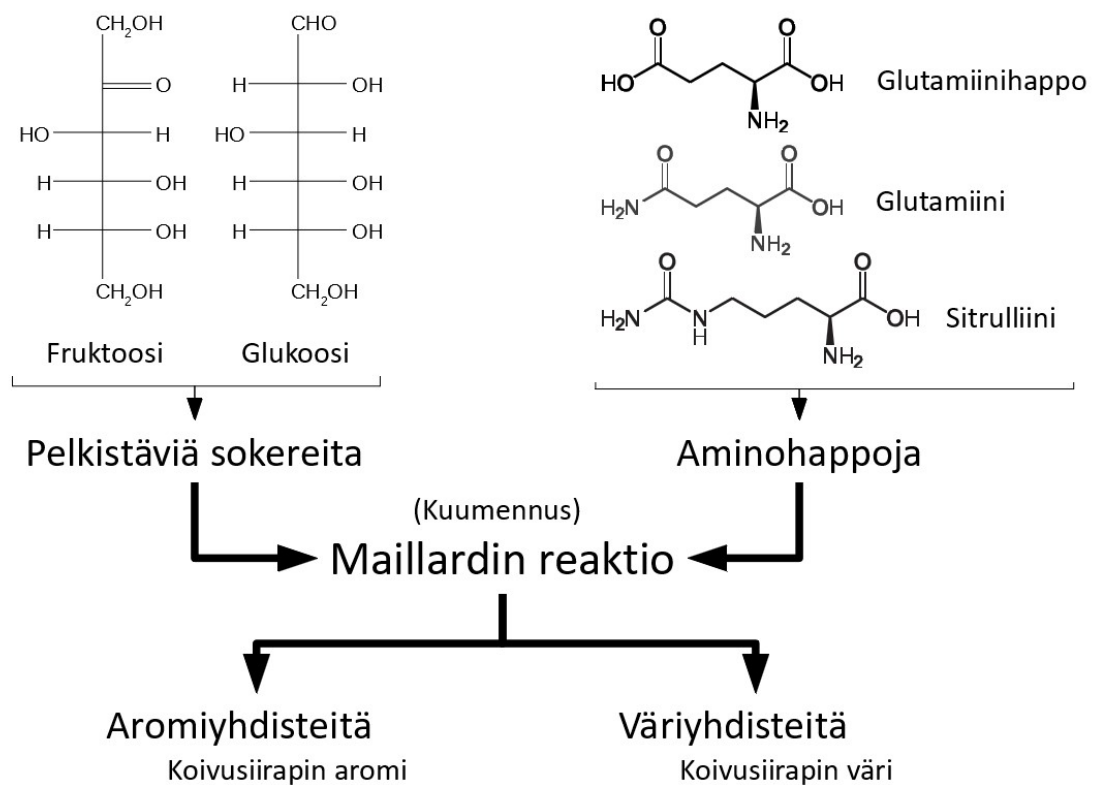 CH2OH
O
HO H
H OH
H OH
CH2OH
Fruktoosi
CHO
H OH
HO H
H OH
H OH
CH2OH
Glukoosi
O O
HO OH
NH2
Glutamiinihappo
O O
H2N OH
NH2
Glutamiini
O O
H2N N OH
H
NH2
Sitrulliini
Pelkistäviä sokereita
Aminohappoja
(Kuumennus)
Maillardin reaktio
Aromiyhdisteitä
Koivusiirapin aromi
Väriyhdisteitä
Koivusiirapin väri